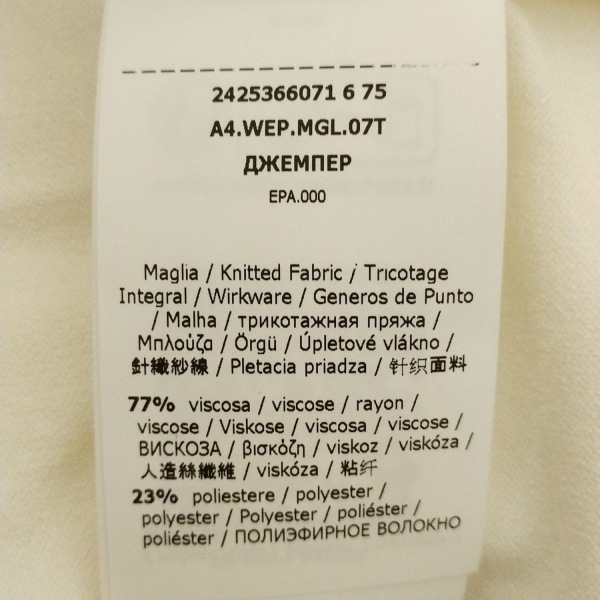 2425366071 6 75
A4.WEP.MGL.07T
ДЖЕМПЕР
EPA.000
Maglia / Knitted Fabric / Tricotage
Integral / Wirkware / Generos de Punto
/ Malha / трикотажная пряжа /
Μπλούζα / Örgü / Úpletové vlákno /
針織紗線 / Pletacia priadza / 针织面料
77% viscosa / viscose / rayon /
viscose / Viskose / viscosa / viscose /
ВИСКОЗА / βισκόζη / viskoz / viskóza /
人造絲纖維 / viskóza / 粘纤
23% poliestere / polyester /
polyester / Polyester / poliéster /
poliéster / ПОЛИЭФИРНОЕ ВОЛОКНО